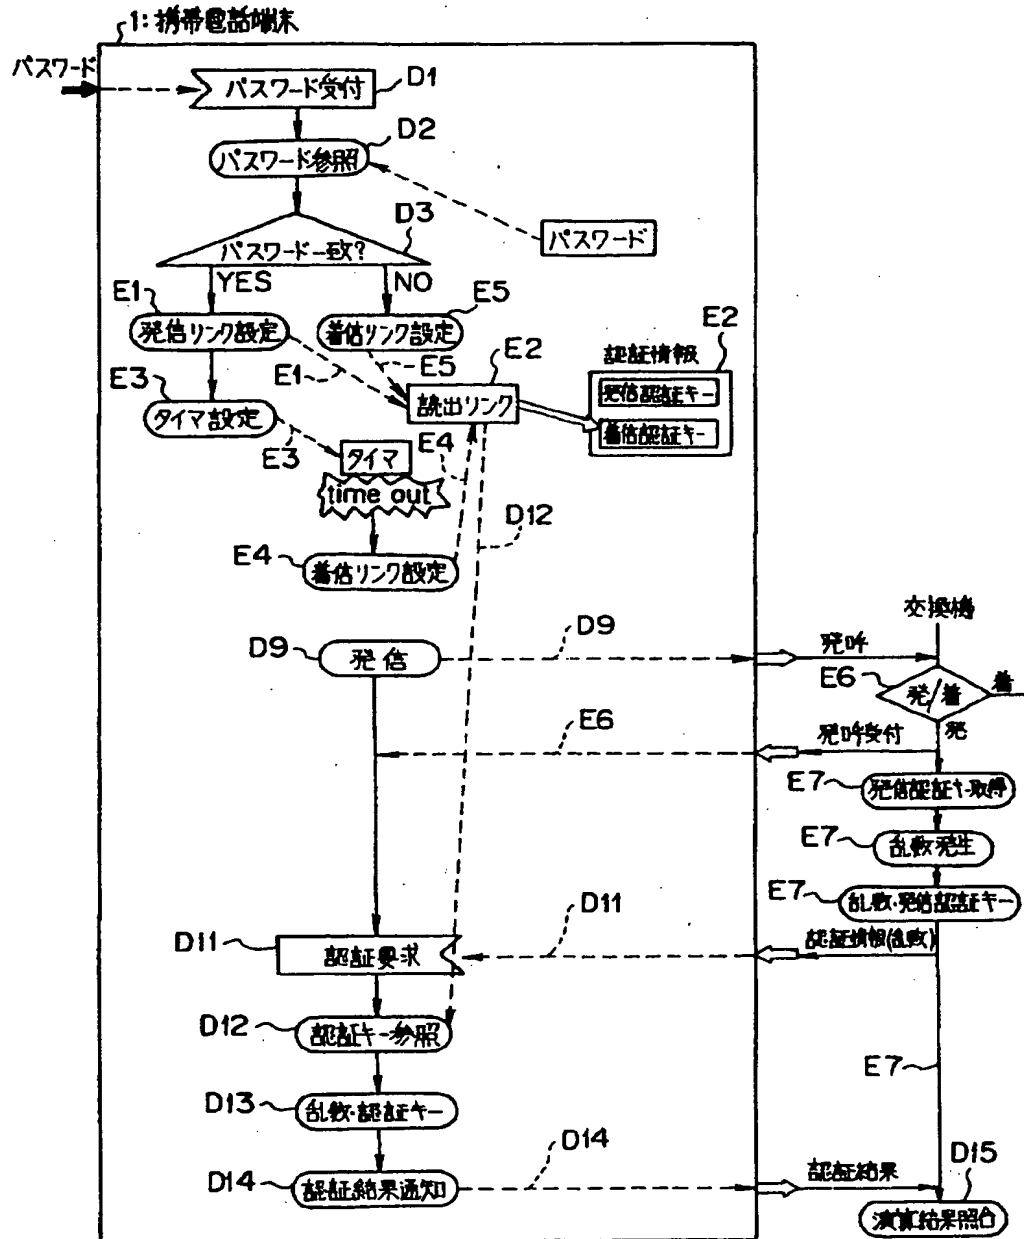 1:携帯電話端末
パスワード
パスワード受付
D1
D2
パスワード参照
D3
パスワード
パスワード一致?
YES
NO
E1
E5
E2
発信リンク設定
着信リンク設定
E2
認証情報
E5
E1
発信認証キー
読出リンク
着信認証キー
E3
タイマ設定
E3
E4
タイマ
time out
D12
E4
着信リンク設定
交換機
D9
発信
D9
発呼
E6
発/着
着
発
E6
発呼受付
E7
発信認証キー取得
E7
乱数発生
E7
乱数・発信認証キー
D11
認証要求
D11
認証情報(乱数)
D12
認証キー参照
E7
D13
乱数・認証キー
D14
認証結果通知
D14
認証結果
D15
演算結果照合